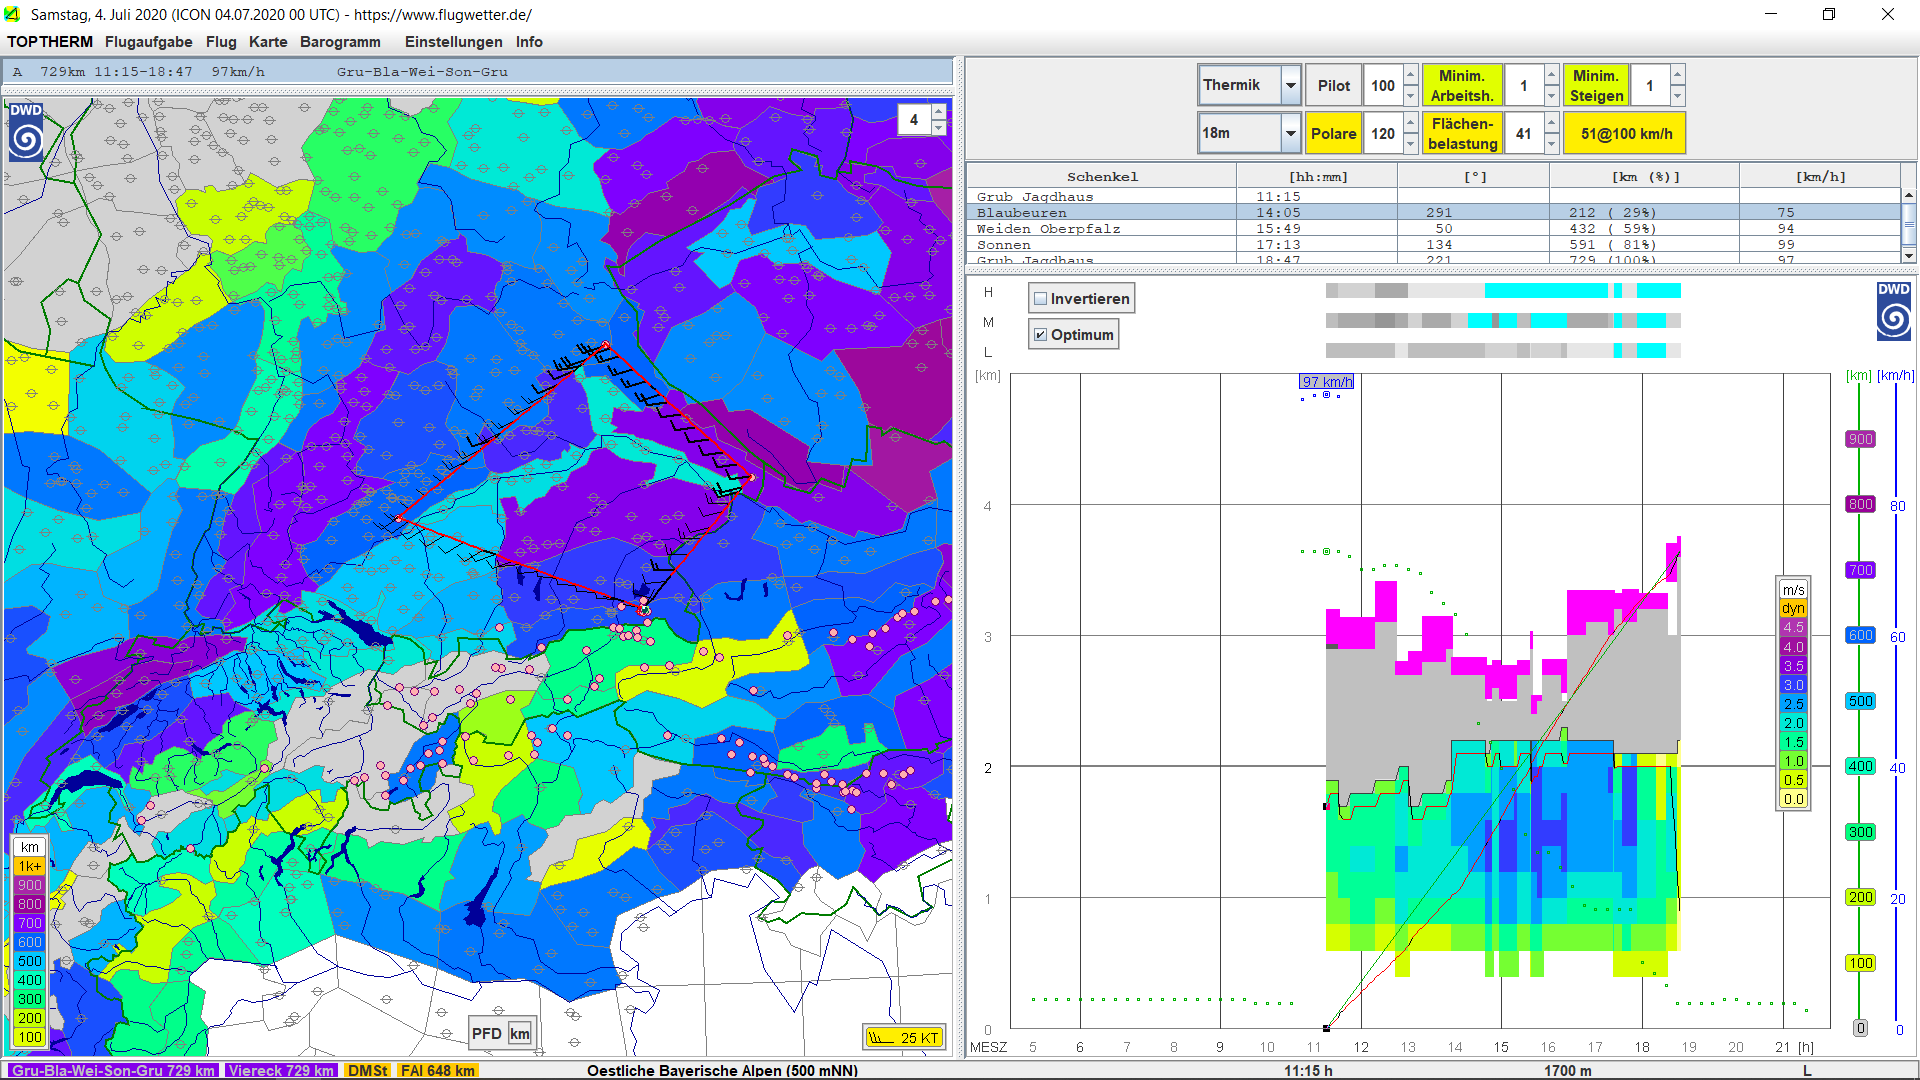 Samstag, 4. Juli 2020 (ICON 04.07.2020 00 UTC) - https://www.flugwetter.de/
TOPTHERM Flugaufgabe Flug Karte Barogramm Einstellungen Info
A 729km 11:15-18:47 97km/h Gru-Bla-Wei-Son-Gru
DWD
4
km
1k+
900
800
700
600
500
400
300
200
100
PFD km
25 KT
Thermik Pilot 100 Minim. Arbeitsh. 1 Minim. Steigen 1
18m Polare 120 Flächen-belastung 41 51@100 km/h
Schenkel [hh:mm] [°] [km (%)] [km/h]
Grub Jagdhaus 11:15
Blaubeuren 14:05 291 212 ( 29%) 75
Weiden Oberpfalz 15:49 50 432 ( 59%) 94
Sonnen 17:13 134 591 ( 81%) 99
Grub Jagdhaus 18:47 221 729 (100%) 97
H
M
L
Invertieren
Optimum
DWD
[km]
97 km/h
[km] [km/h]
4
3
2
1
0
900
800 80
700
600 60
500
400 40
300
200 20
100
0 0
m/s
dyn
4.5
4.0
3.5
3.0
2.5
2.0
1.5
1.0
0.5
0.0
MESZ 5 6 7 8 9 10 11 12 13 14 15 16 17 18 19 20 21 [h]
Gru-Bla-Wei-Son-Gru 729 km Viereck 729 km DMSt FAI 648 km Oestliche Bayerische Alpen (500 mNN) 11:15 h 1700 m L